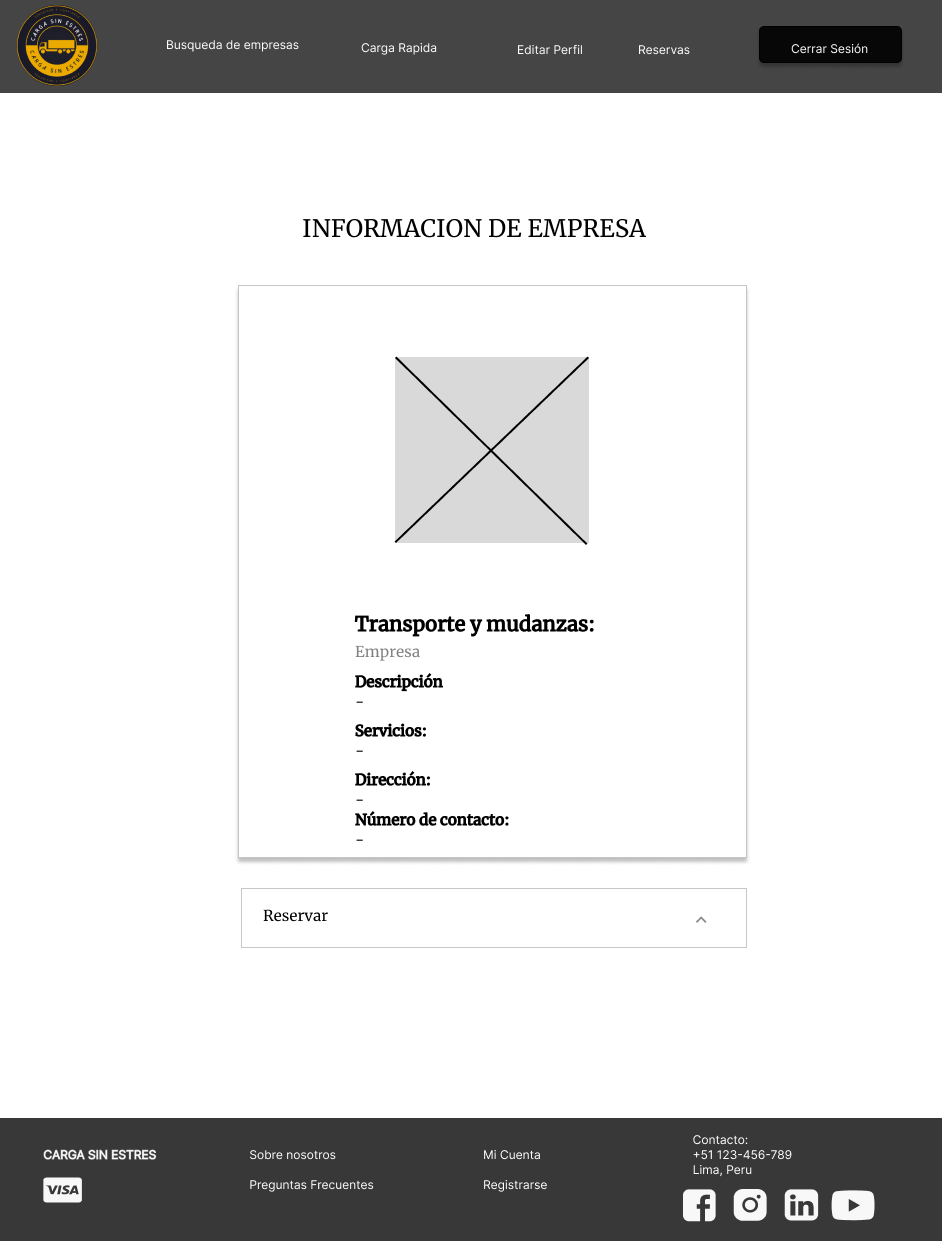 CARGA SIN ESTRES
CARGA SIN ESTRES
Busqueda de empresas
Carga Rapida
Editar Perfil
Reservas
Cerrar Sesión
INFORMACION DE EMPRESA
Transporte y mudanzas:
Empresa
Descripción
-
Servicios:
-
Dirección:
-
Número de contacto:
-
Reservar
CARGA SIN ESTRES
VISA
Sobre nosotros
Preguntas Frecuentes
Mi Cuenta
Registrarse
Contacto:
+51 123-456-789
Lima, Peru
in